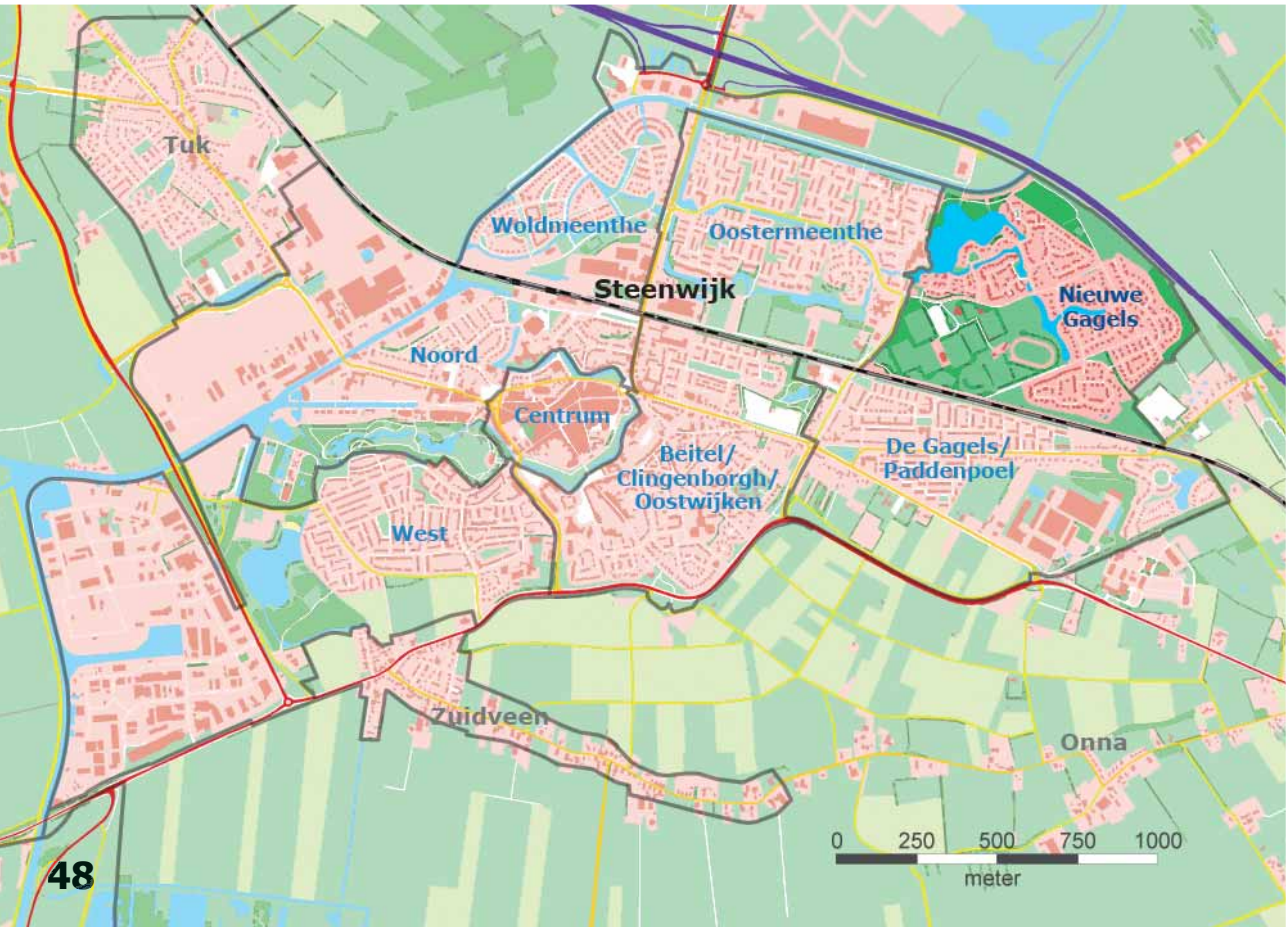 Tuk
Woldmeenthe
Oostermeenthe
Steenwijk
Nieuwe
Gagels
Noord
Centrum
Beitel/
Clingenborgh/
Oostwijken
De Gagels/
Paddenpoel
West
Zuidveen
Onna
0 250 500 750 1000
meter
48